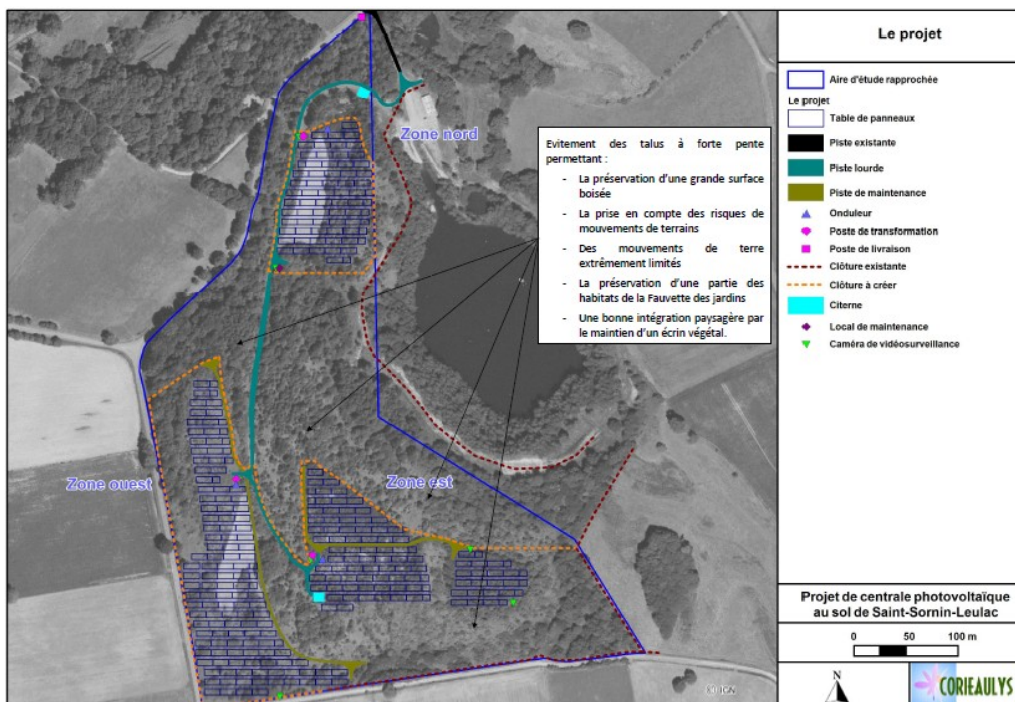 Le projet
Aire d'étude rapprochée
Le projet
Table de panneaux
Piste existante
Piste lourde
Piste de maintenance
Onduleur
Poste de transformation
Poste de livraison
Clôture existante
Clôture à créer
Citerne
Local de maintenance
Caméra de vidéosurveillance
Zone nord
Evitement des talus à forte pente
permettant :
- La préservation d'une grande surface
boisée
- La prise en compte des risques de
mouvements de terrains
- Des mouvements de terre
extrêmement limités
- La préservation d'une partie des
habitats de la Fauvette des jardins
- Une bonne intégration paysagère par
le maintien d'un écrin végétal.
Zone ouest
Zone est
Projet de centrale photovoltaïque
au sol de Saint-Sornin-Leulac
0 50 100 m
N
CORIEAULYS
IGN